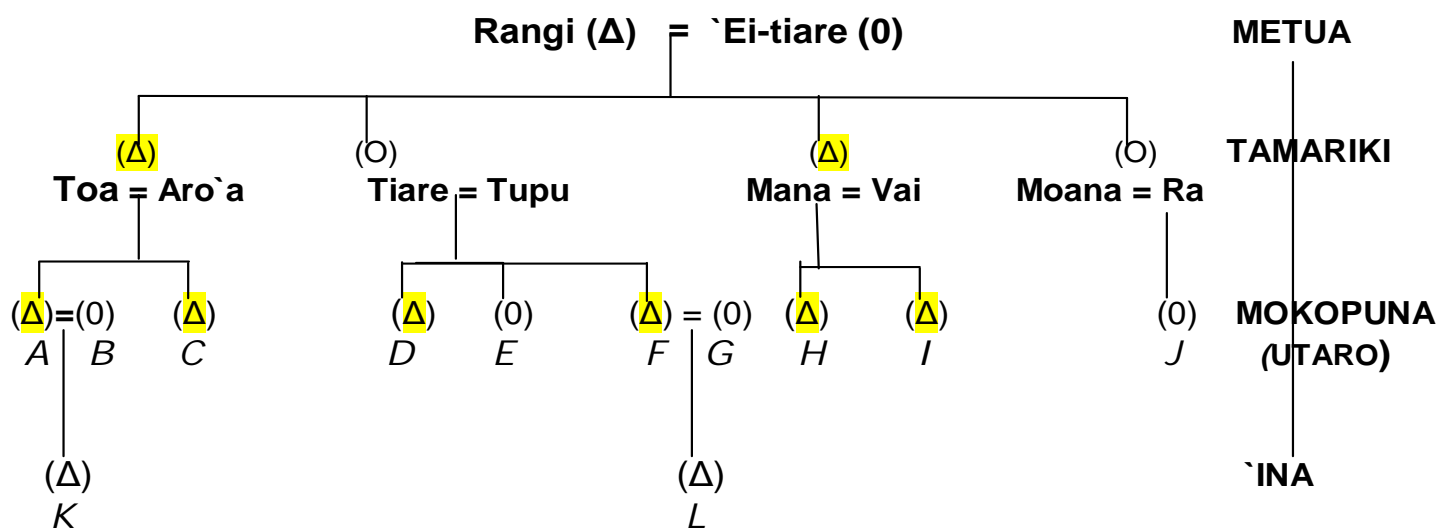 Rangi (Δ) = `Ei-tiare (0) METUA
(Δ) (O) (Δ) (O) TAMARIKI
Toa = Aro`a Tiare = Tupu Mana = Vai Moana = Ra
(Δ)=(0) (Δ) (Δ) (0) (Δ) = (0) (Δ) (Δ) (0) MOKOPUNA
A B C D E F G H I J (UTARO)
(Δ) (Δ) `INA
K L